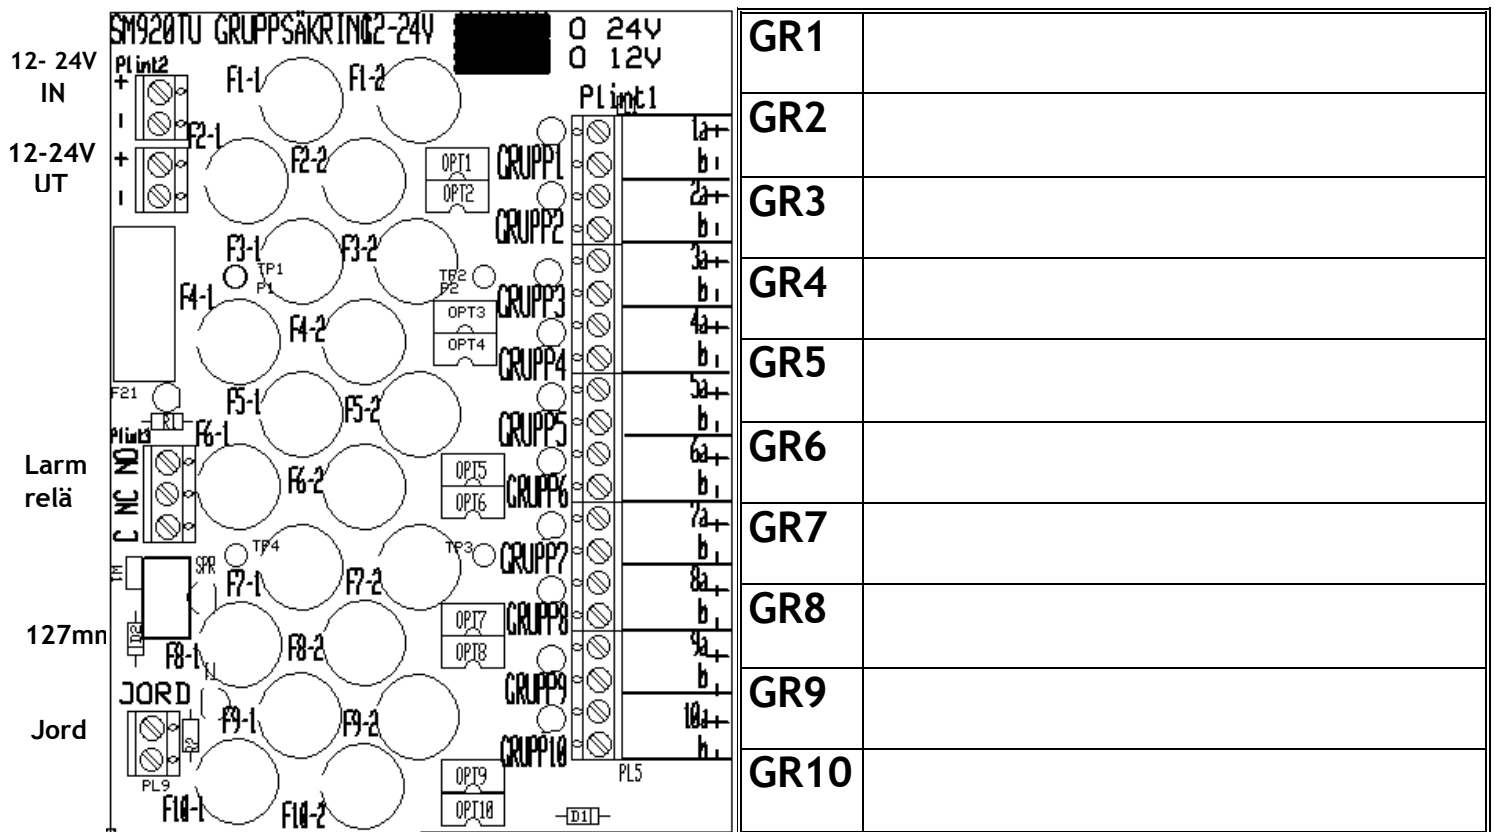 SM920TU GRUPPSÄKRING 12-24V
0 24V
0 12V
12- 24V
IN
Plint2
+
-
12-24V
UT
+
-
F1-1
F1-2
F2-1
F2-2
F3-1
F3-2
F4-1
F4-2
F5-1
F5-2
F6-1
F6-2
F7-1
F7-2
F8-1
F8-2
F9-1
F9-2
F10-1
F10-2
TP1
P1
TP2
P2
TP4
TP3
OPT1
OPT2
OPT3
OPT4
OPT5
OPT6
OPT7
OPT8
OPT9
OPT10
F21
R1
Plint3
Larm
relä
C NC NO
SPR
D2
127mm
JORD
Jord
PL9
D1
PL5
Plint1
GRUPP1
1a+
b -
GRUPP2
2a+
b -
GRUPP3
3a+
b -
GRUPP4
4a+
b -
GRUPP5
5a+
b -
GRUPP6
6a+
b -
GRUPP7
7a+
b -
GRUPP8
8a+
b -
GRUPP9
9a+
b -
GRUPP10
10a+
b -
GR1
GR2
GR3
GR4
GR5
GR6
GR7
GR8
GR9
GR10